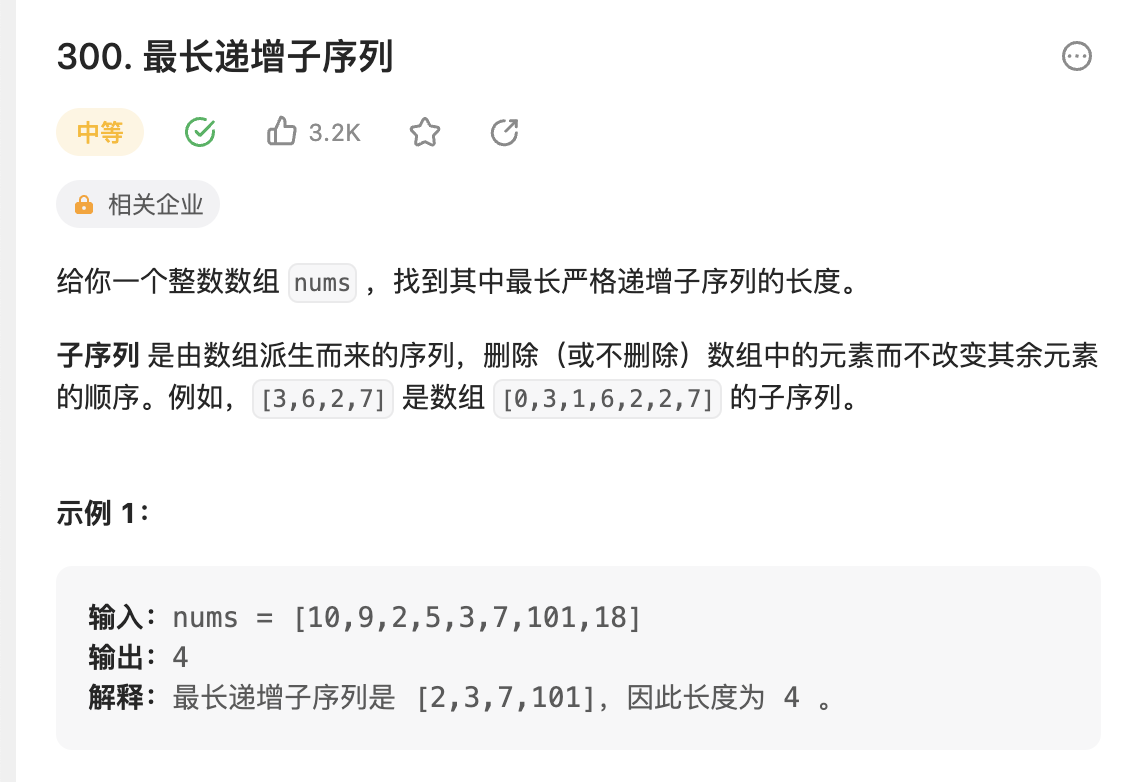 300. 最长递增子序列
中等
3.2K
相关企业
给你一个整数数组 nums ，找到其中最长严格递增子序列的长度。
子序列 是由数组派生而来的序列，删除（或不删除）数组中的元素而不改变其余元素
的顺序。例如，[3,6,2,7] 是数组 [0,3,1,6,2,2,7] 的子序列。
示例 1：
输入：nums = [10,9,2,5,3,7,101,18]
输出：4
解释：最长递增子序列是 [2,3,7,101]，因此长度为 4 。